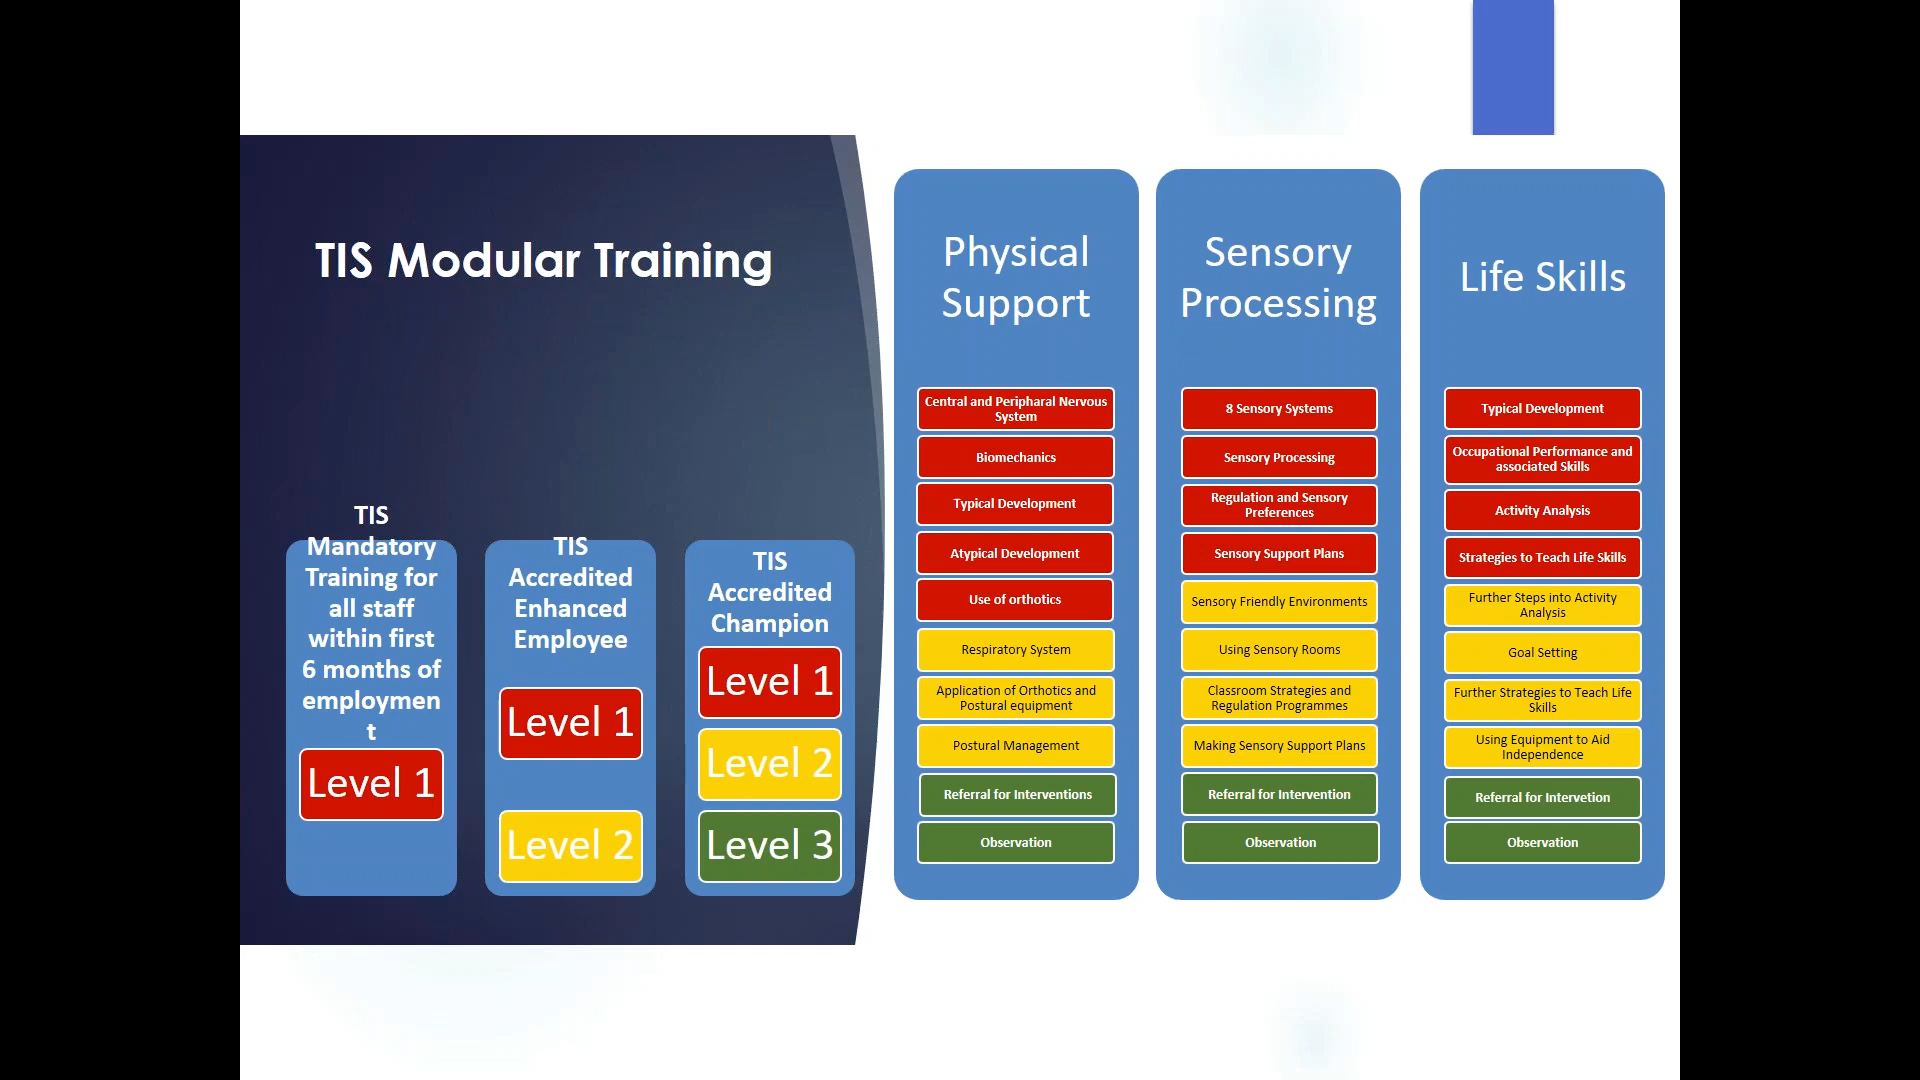 TIS Modular Training
TIS
Mandatory
Training for
all staff
within first
6 months of
employmen
t
Level 1
TIS
Accredited
Enhanced
Employee
Level 1
Level 2
TIS
Accredited
Champion
Level 1
Level 2
Level 3
Physical
Support
Central and Peripharal Nervous
System
Biomechanics
Typical Development
Atypical Development
Use of orthotics
Respiratory System
Application of Orthotics and
Postural equipment
Postural Management
Referral for Interventions
Observation
Sensory
Processing
8 Sensory Systems
Sensory Processing
Regulation and Sensory
Preferences
Sensory Support Plans
Sensory Friendly Environments
Using Sensory Rooms
Classroom Strategies and
Regulation Programmes
Making Sensory Support Plans
Referral for Intervention
Observation
Life Skills
Typical Development
Occupational Performance and
associated Skills
Activity Analysis
Strategies to Teach Life Skills
Further Steps into Activity
Analysis
Goal Setting
Further Strategies to Teach Life
Skills
Using Equipment to Aid
Independence
Referral for Intervetion
Observation